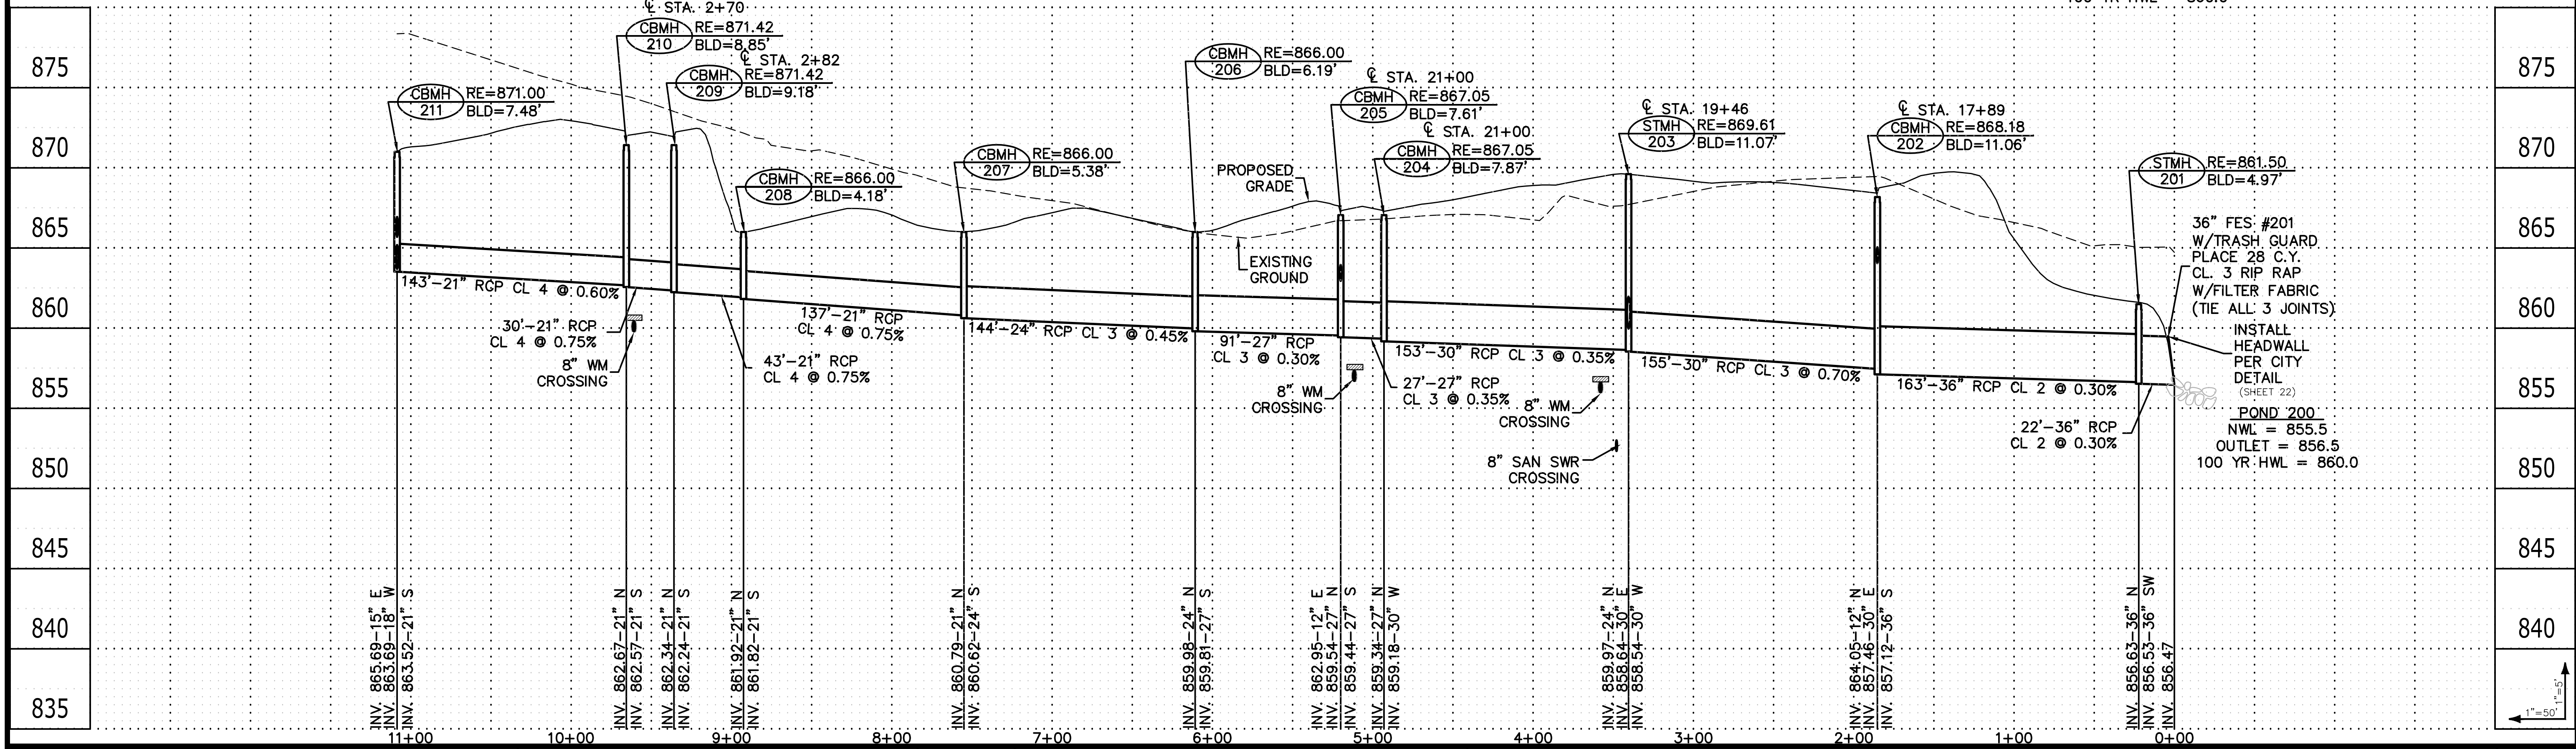 ℄ STA. 2+70
CBMH
210
RE=871.42
BLD=8.85'
℄ STA. 2+82
CBMH
209
RE=871.42
BLD=9.18'
CBMH
211
RE=871.00
BLD=7.48'
CBMH
208
RE=866.00
BLD=4.18'
CBMH
207
RE=866.00
BLD=5.38'
CBMH
206
RE=866.00
BLD=6.19'
℄ STA. 21+00
CBMH
205
RE=867.05
BLD=7.61'
℄ STA. 21+00
CBMH
204
RE=867.05
BLD=7.87'
℄ STA. 19+46
STMH
203
RE=869.61
BLD=11.07'
℄ STA. 17+89
CBMH
202
RE=868.18
BLD=11.06'
STMH
201
RE=861.50
BLD=4.97'
PROPOSED
GRADE
EXISTING
GROUND
36" FES #201
W/TRASH GUARD
PLACE 28 C.Y.
CL. 3 RIP RAP
W/FILTER FABRIC
(TIE ALL 3 JOINTS)
INSTALL
HEADWALL
PER CITY
DETAIL
(SHEET 22)
POND 200
NWL = 855.5
OUTLET = 856.5
100 YR HWL = 860.0
143'-21" RCP CL 4 @ 0.60%
30'-21" RCP
CL 4 @ 0.75%
8" WM
CROSSING
43'-21" RCP
CL 4 @ 0.75%
137'-21" RCP
CL 4 @ 0.75%
144'-24" RCP CL 3 @ 0.45%
91'-27" RCP
CL 3 @ 0.30%
8" WM
CROSSING
27'-27" RCP
CL 3 @ 0.35%
153'-30" RCP CL 3 @ 0.35%
8" WM
CROSSING
8" SAN SWR
CROSSING
155'-30" RCP CL 3 @ 0.70%
163'-36" RCP CL 2 @ 0.30%
22'-36" RCP
CL 2 @ 0.30%
875
870
865
860
855
850
845
840
835
875
870
865
860
855
850
845
840
INV. 865.69-15" E
INV. 863.69-18" W
INV. 863.52-21" S
INV. 862.67-21" N
INV. 862.57-21" S
INV. 862.34-21" N
INV. 862.24-21" S
INV. 861.92-21" N
INV. 861.82-21" S
INV. 860.79-21" N
INV. 860.62-24" S
INV. 859.98-24" N
INV. 859.81-27" S
INV. 862.95-12" E
INV. 859.54-27" N
INV. 859.44-27" S
INV. 859.34-27" N
INV. 859.18-30" W
INV. 859.97-24" N
INV. 858.64-30" E
INV. 858.54-30" W
INV. 864.05-12" N
INV. 857.46-30" E
INV. 857.12-36" S
INV. 856.63-36" N
INV. 856.53-36" SW
INV. 856.47
11+00
10+00
9+00
8+00
7+00
6+00
5+00
4+00
3+00
2+00
1+00
0+00
1"=5'
1"=50'